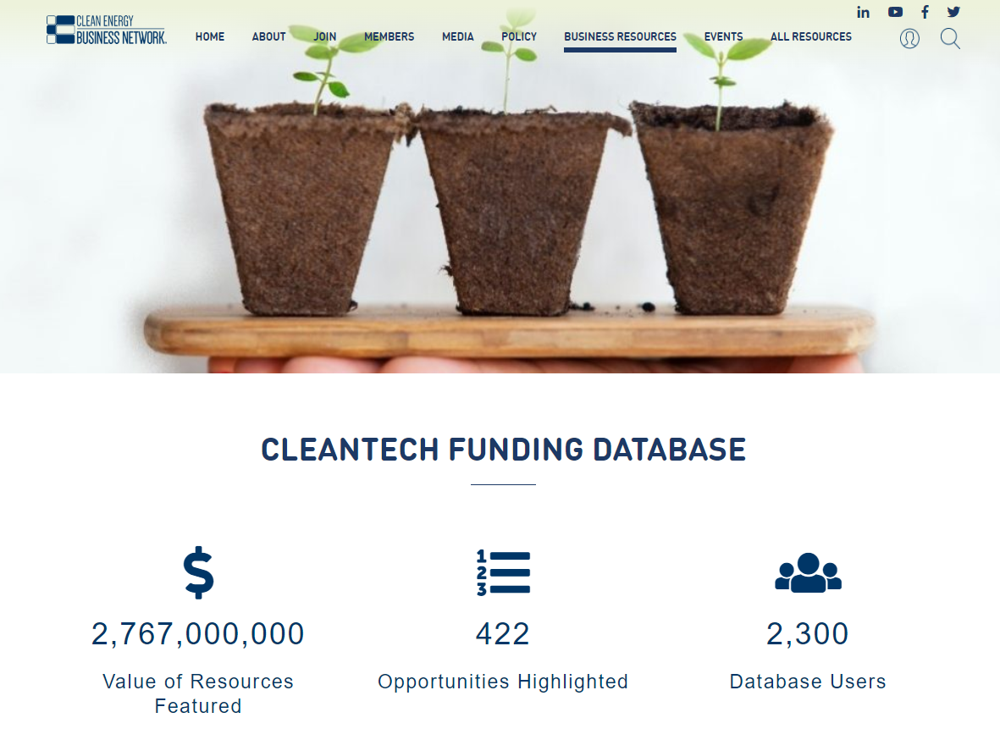 CLEAN ENERGY
BUSINESS NETWORK.
HOME
ABOUT
JOIN
MEMBERS
MEDIA
POLICY
BUSINESS RESOURCES
EVENTS
ALL RESOURCES
CLEANTECH FUNDING DATABASE
1
2
3
2,767,000,000
422
2,300
Value of Resources
Featured
Opportunities Highlighted
Database Users